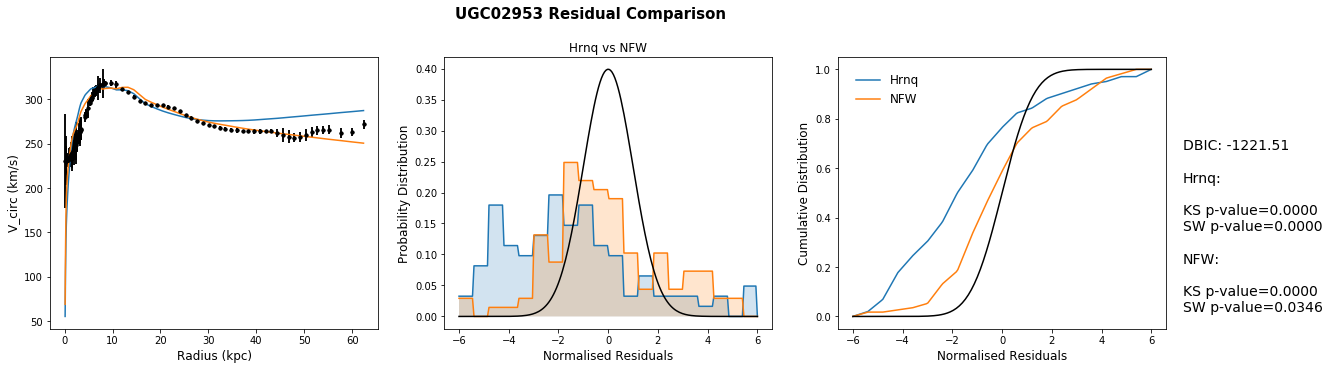 UGC02953 Residual Comparison
V_circ (km/s)
300
250
200
150
100
50
0 10 20 30 40 50 60
Radius (kpc)
Hrnq vs NFW
Probability Distribution
0.40
0.35
0.30
0.25
0.20
0.15
0.10
0.05
0.00
−6 −4 −2 0 2 4 6
Normalised Residuals
Cumulative Distribution
1.0
0.8
0.6
0.4
0.2
0.0
Hrnq
NFW
−6 −4 −2 0 2 4 6
Normalised Residuals
DBIC: -1221.51
Hrnq:
KS p-value=0.0000
SW p-value=0.0000
NFW:
KS p-value=0.0000
SW p-value=0.0346